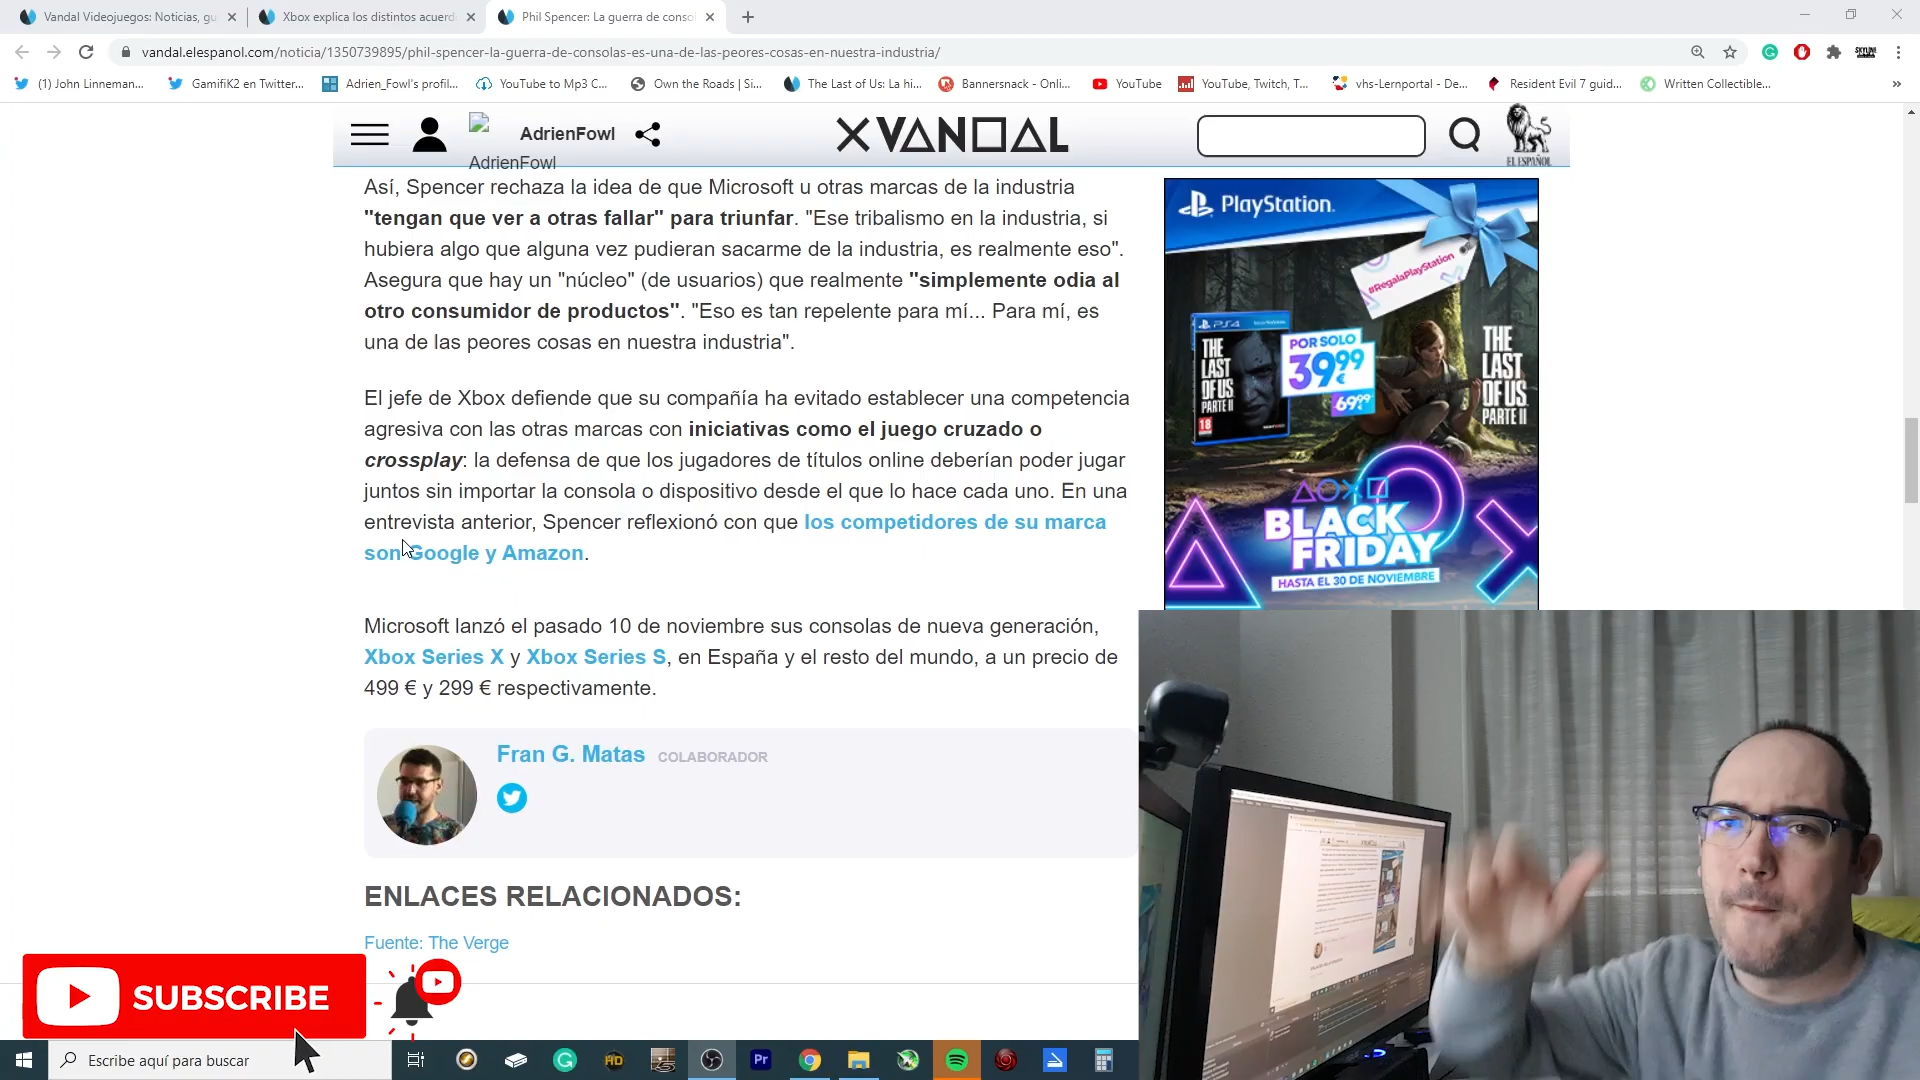 Vandal Videojuegos: Noticias, gu
Xbox explica los distintos acuerd
Phil Spencer: La guerra de conso
vandal.elespanol.com/noticia/1350739895/phil-spencer-la-guerra-de-consolas-es-una-de-las-peores-cosas-en-nuestra-industria/
(1) John Linneman...
GamifiK2 en Twitter...
Adrien_Fowl's profil...
YouTube to Mp3 C...
Own the Roads | Si...
The Last of Us: La hi...
Bannersnack - Onli...
YouTube
YouTube, Twitch, T...
vhs-Lernportal - De...
Resident Evil 7 guid...
Written Collectible...
AdrienFowl
AdrienFowl
VANDAL
EL ESPAÑOL
Así, Spencer rechaza la idea de que Microsoft u otras marcas de la industria
"tengan que ver a otras fallar" para triunfar. "Ese tribalismo en la industria, si
hubiera algo que alguna vez pudieran sacarme de la industria, es realmente eso".
Asegura que hay un "núcleo" (de usuarios) que realmente "simplemente odia al
otro consumidor de productos". "Eso es tan repelente para mí... Para mí, es
una de las peores cosas en nuestra industria".
El jefe de Xbox defiende que su compañía ha evitado establecer una competencia
agresiva con las otras marcas con iniciativas como el juego cruzado o
crossplay: la defensa de que los jugadores de títulos online deberían poder jugar
juntos sin importar la consola o dispositivo desde el que lo hace cada uno. En una
entrevista anterior, Spencer reflexionó con que los competidores de su marca
son Google y Amazon.
Microsoft lanzó el pasado 10 de noviembre sus consolas de nueva generación,
Xbox Series X y Xbox Series S, en España y el resto del mundo, a un precio de
499 € y 299 € respectivamente.
Fran G. Matas COLABORADOR
ENLACES RELACIONADOS:
Fuente: The Verge
PlayStation.
#RegalaPlayStation
PS4
THE
LAST
OF US
PARTE II
18
POR SOLO
39,99
€
69,99
THE
LAST
OF US
PARTE II
BLACK
FRIDAY
HASTA EL 30 DE NOVIEMBRE
SUBSCRIBE
Escribe aquí para buscar
Pr